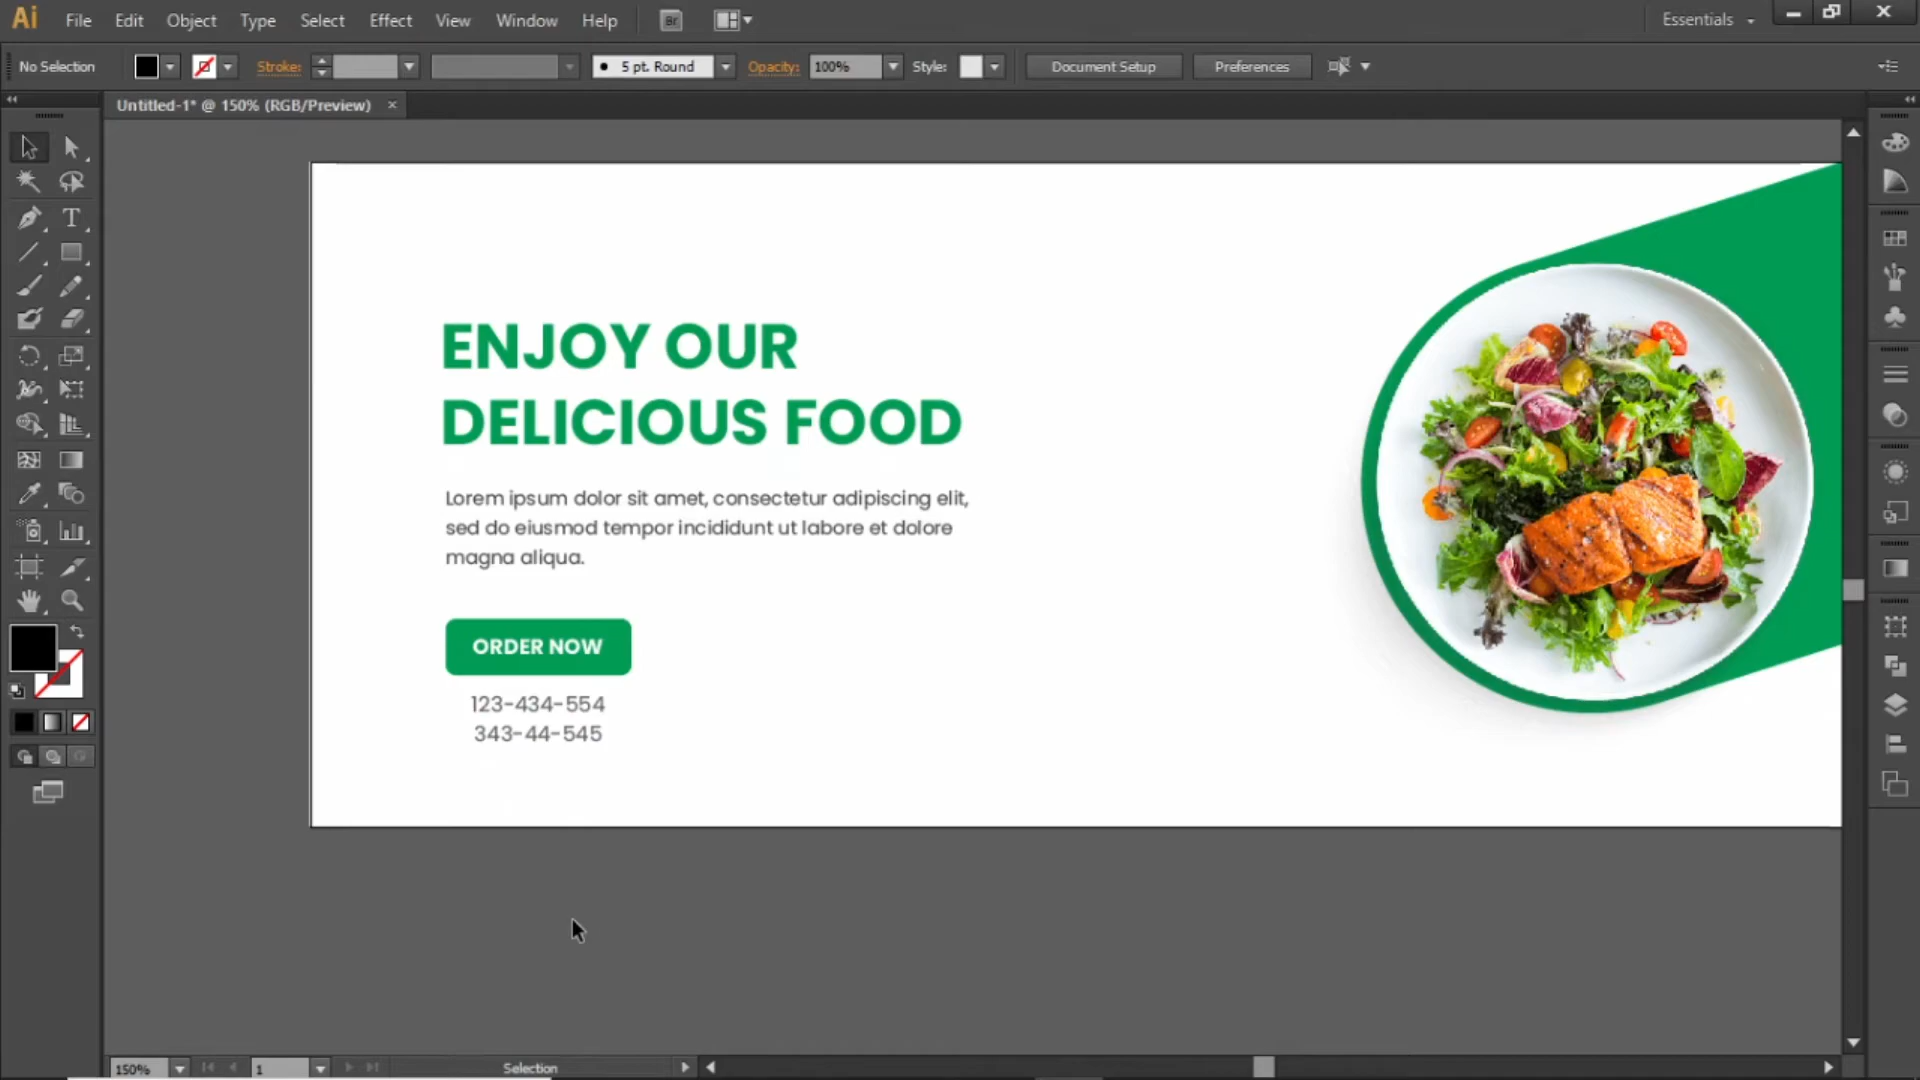 Ai File Edit Object Type Select Effect View Window Help Br Essentials
No Selection Stroke: 5 pt. Round Opacity: 100% Style: Document Setup Preferences
Untitled-1* @ 150% (RGB/Preview) ×
T
ENJOY OUR
DELICIOUS FOOD
Lorem ipsum dolor sit amet, consectetur adipiscing elit,
sed do eiusmod tempor incididunt ut labore et dolore
magna aliqua.
ORDER NOW
123-434-554
343-44-545
150% 1 Selection